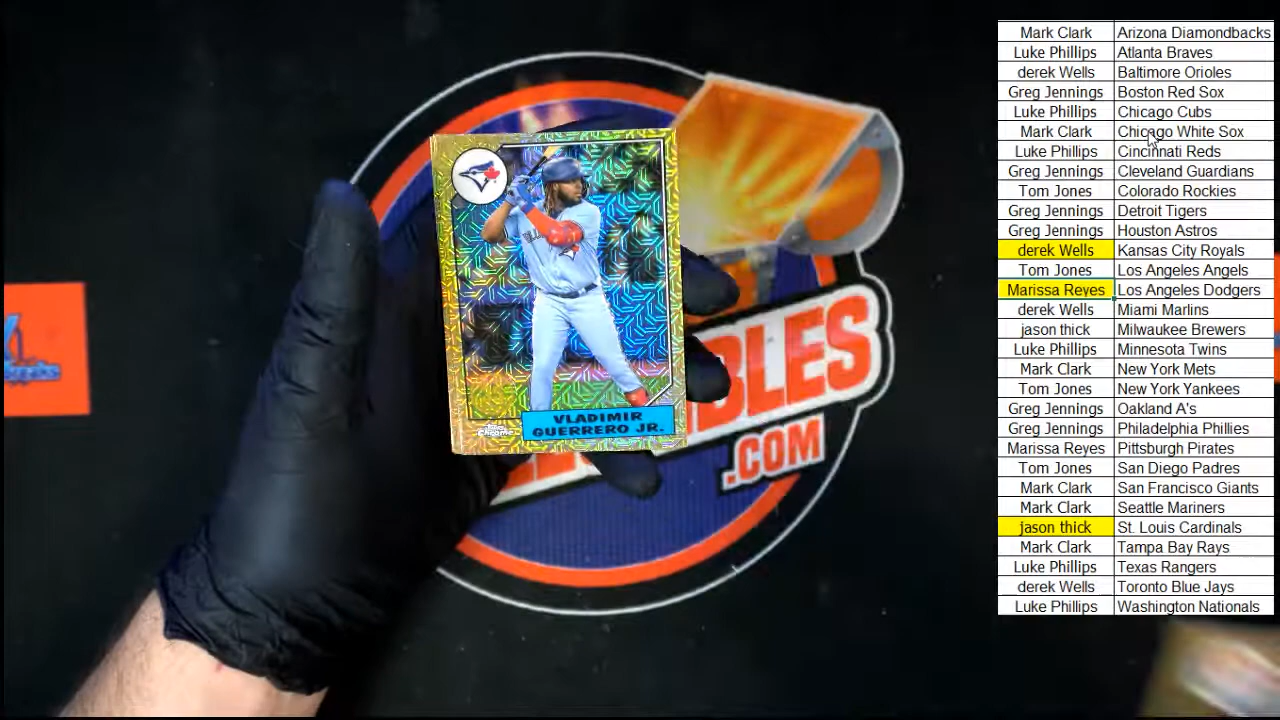 VLADIMIR
GUERRERO JR.
Topps
Chrome
BLES
.COM
Mark Clark Arizona Diamondbacks
Luke Phillips Atlanta Braves
derek Wells Baltimore Orioles
Greg Jennings Boston Red Sox
Luke Phillips Chicago Cubs
Mark Clark Chicago White Sox
Luke Phillips Cincinnati Reds
Greg Jennings Cleveland Guardians
Tom Jones Colorado Rockies
Greg Jennings Detroit Tigers
Greg Jennings Houston Astros
derek Wells Kansas City Royals
Tom Jones Los Angeles Angels
Marissa Reyes Los Angeles Dodgers
derek Wells Miami Marlins
jason thick Milwaukee Brewers
Luke Phillips Minnesota Twins
Mark Clark New York Mets
Tom Jones New York Yankees
Greg Jennings Oakland A's
Greg Jennings Philadelphia Phillies
Marissa Reyes Pittsburgh Pirates
Tom Jones San Diego Padres
Mark Clark San Francisco Giants
Mark Clark Seattle Mariners
jason thick St. Louis Cardinals
Mark Clark Tampa Bay Rays
Luke Phillips Texas Rangers
derek Wells Toronto Blue Jays
Luke Phillips Washington Nationals